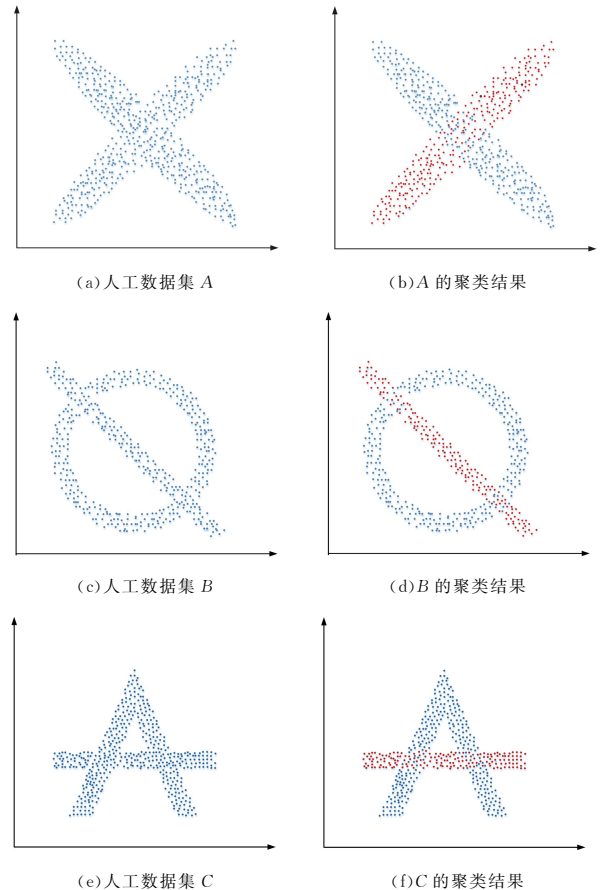 (a)人工数据集 A
(b)A 的聚类结果
(c)人工数据集 B
(d)B 的聚类结果
(e)人工数据集 C
(f)C 的聚类结果